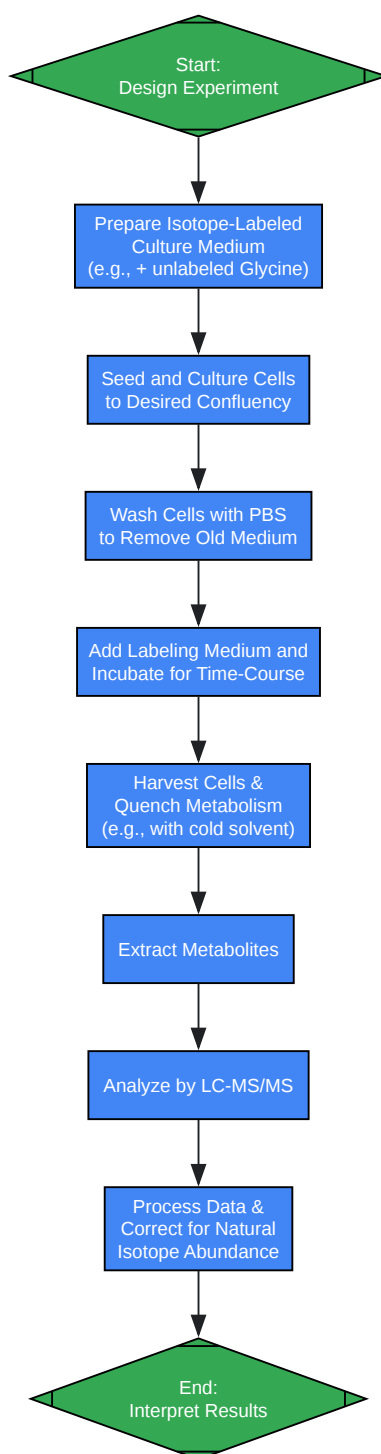 Start:
Design Experiment
Prepare Isotope-Labeled
Culture Medium
(e.g., + unlabeled Glycine)
Seed and Culture Cells
to Desired Confluency
Wash Cells with PBS
to Remove Old Medium
Add Labeling Medium and
Incubate for Time-Course
Harvest Cells &
Quench Metabolism
(e.g., with cold solvent)
Extract Metabolites
Analyze by LC-MS/MS
Process Data &
Correct for Natural
Isotope Abundance
End:
Interpret Results